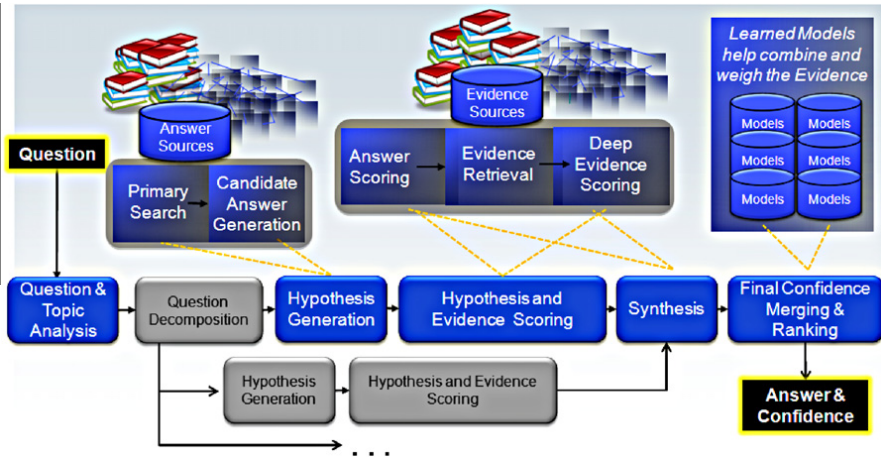 Learned Models
help combine and
weigh the Evidence
Models Models
Models Models
Models Models
Answer
Sources
Evidence
Sources
Question
Primary
Search
Candidate
Answer
Generation
Answer
Scoring
Evidence
Retrieval
Deep
Evidence
Scoring
Question &
Topic
Analysis
Question
Decomposition
Hypothesis
Generation
Hypothesis and
Evidence Scoring
Synthesis
Final Confidence
Merging &
Ranking
Hypothesis
Generation
Hypothesis and Evidence
Scoring
Answer &
Confidence
. . .